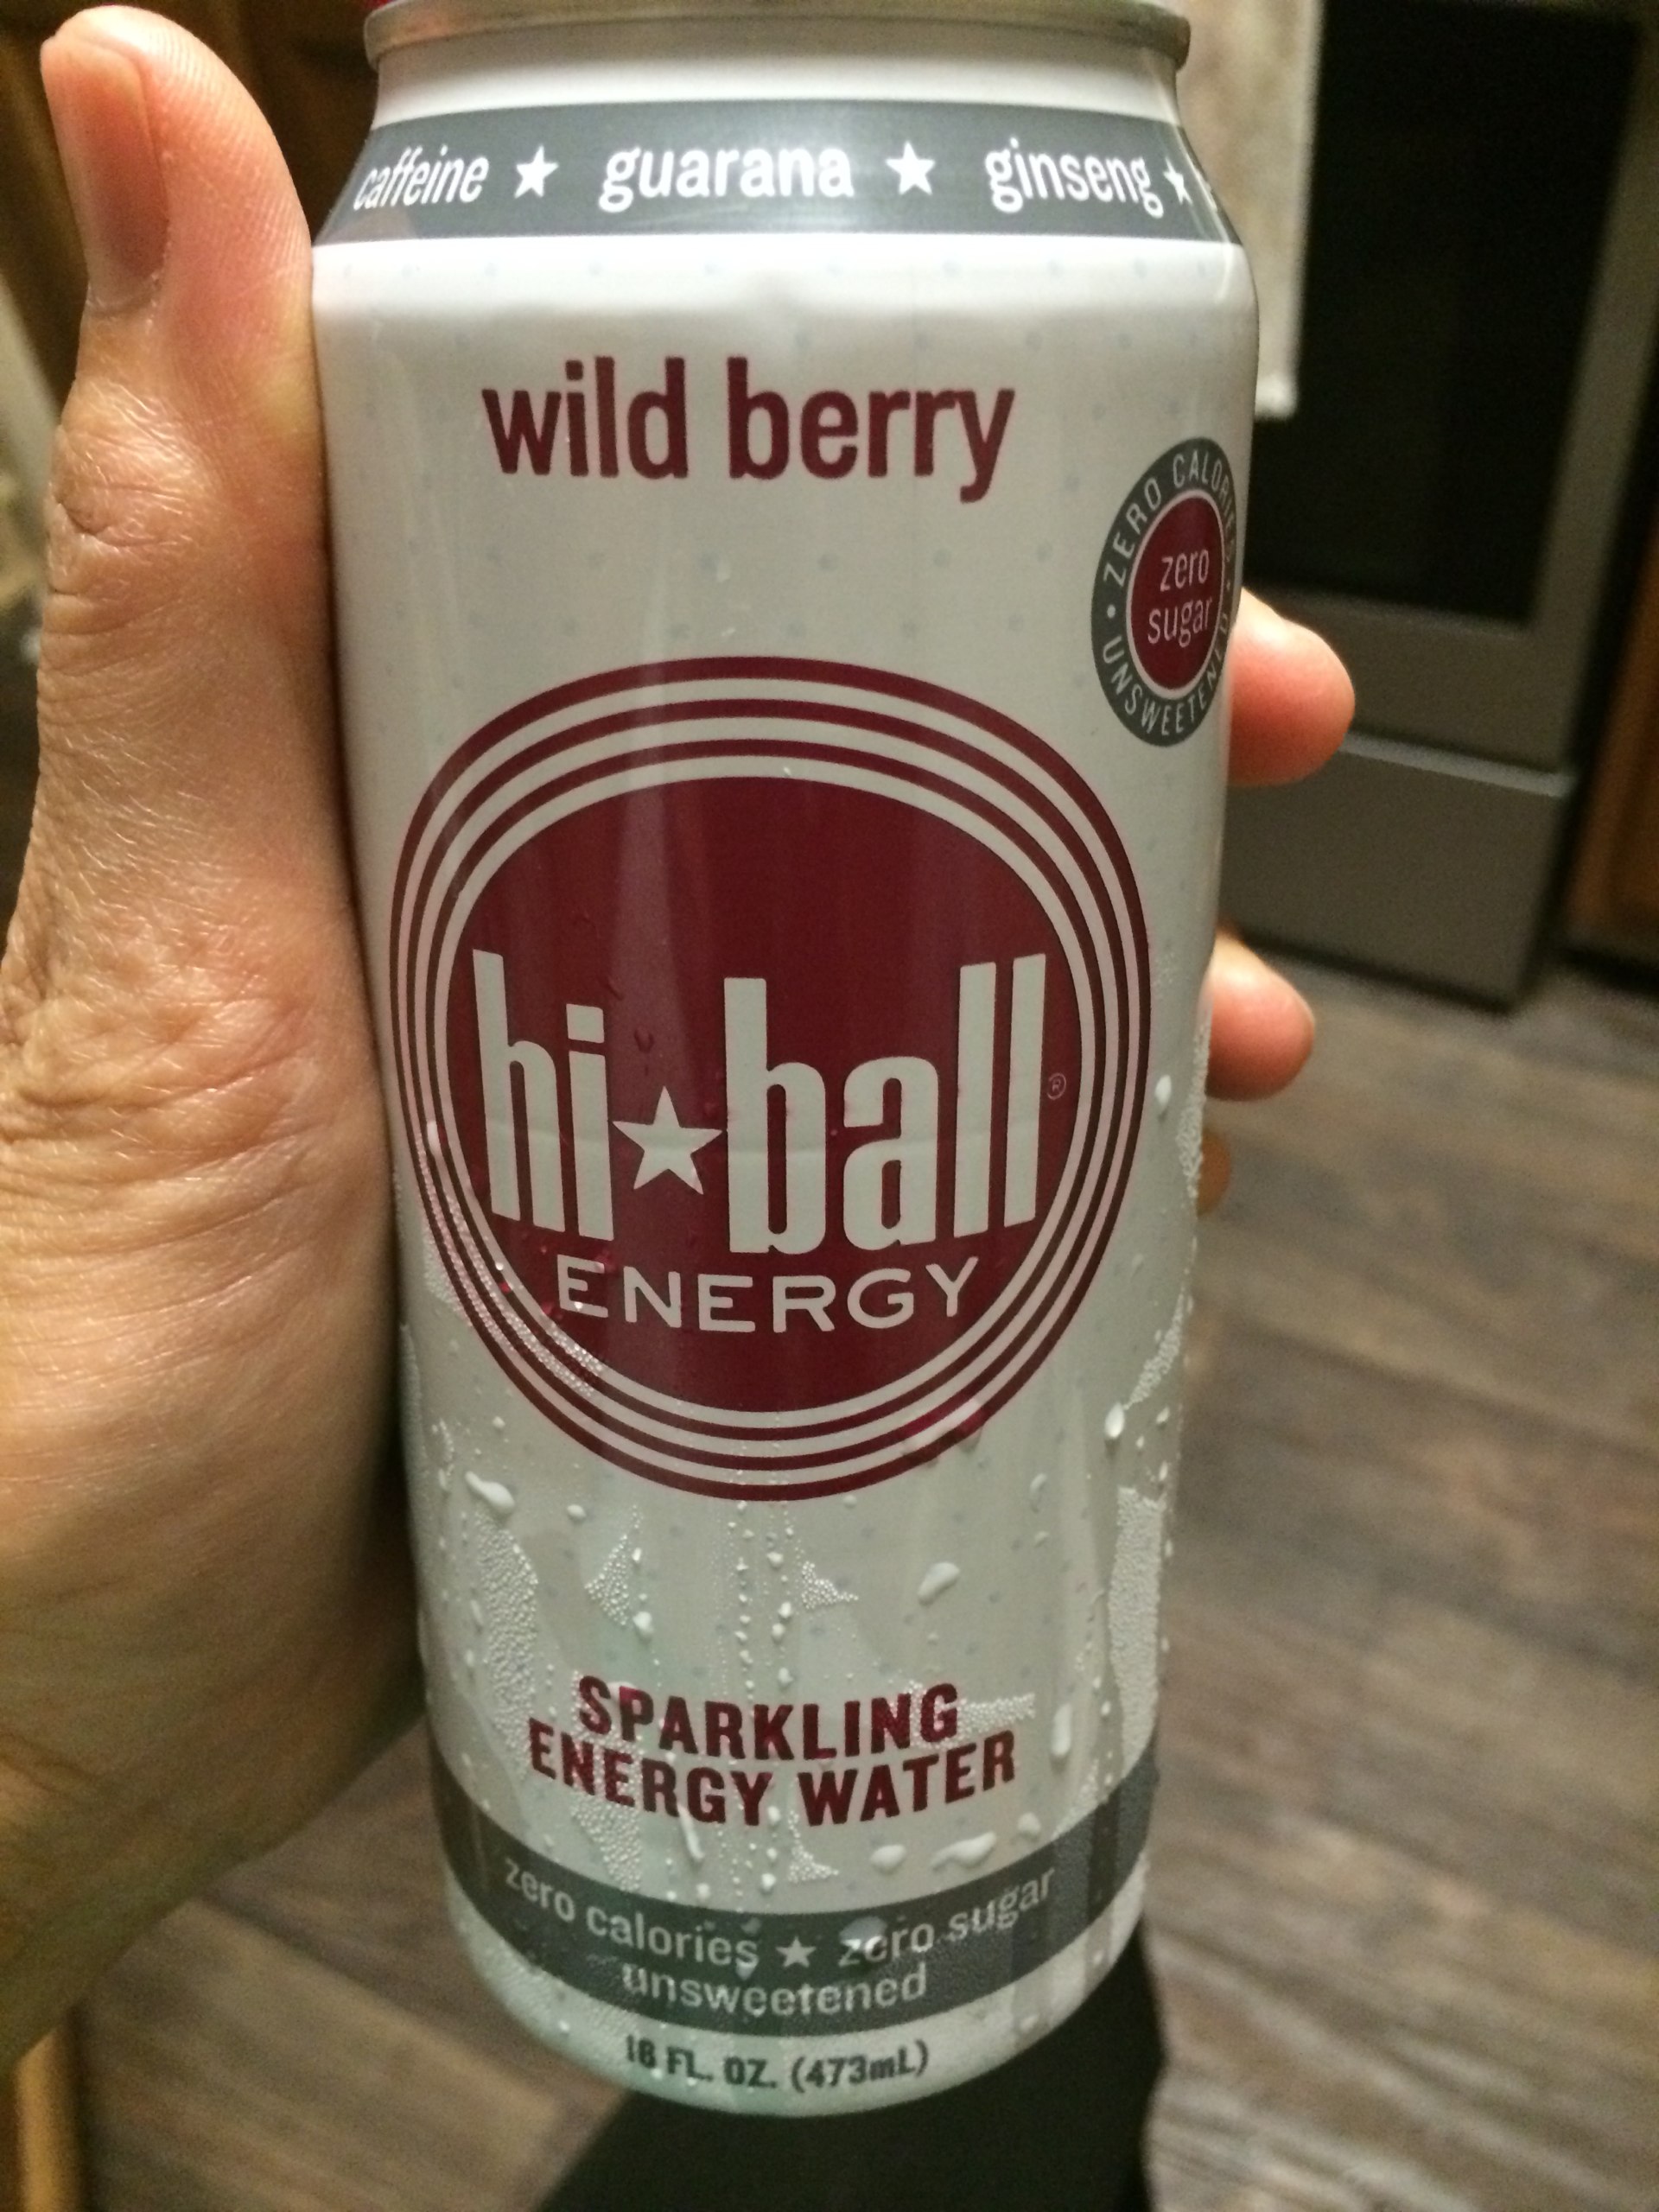 caffeine ★ guarana ★ ginseng ★
wild berry
ZERO CALORIES • UNSWEETENED •
zero
sugar
hi★ball®
ENERGY
SPARKLING
ENERGY WATER
zero calories ★ zero sugar
unsweetened
16 FL. OZ. (473mL)